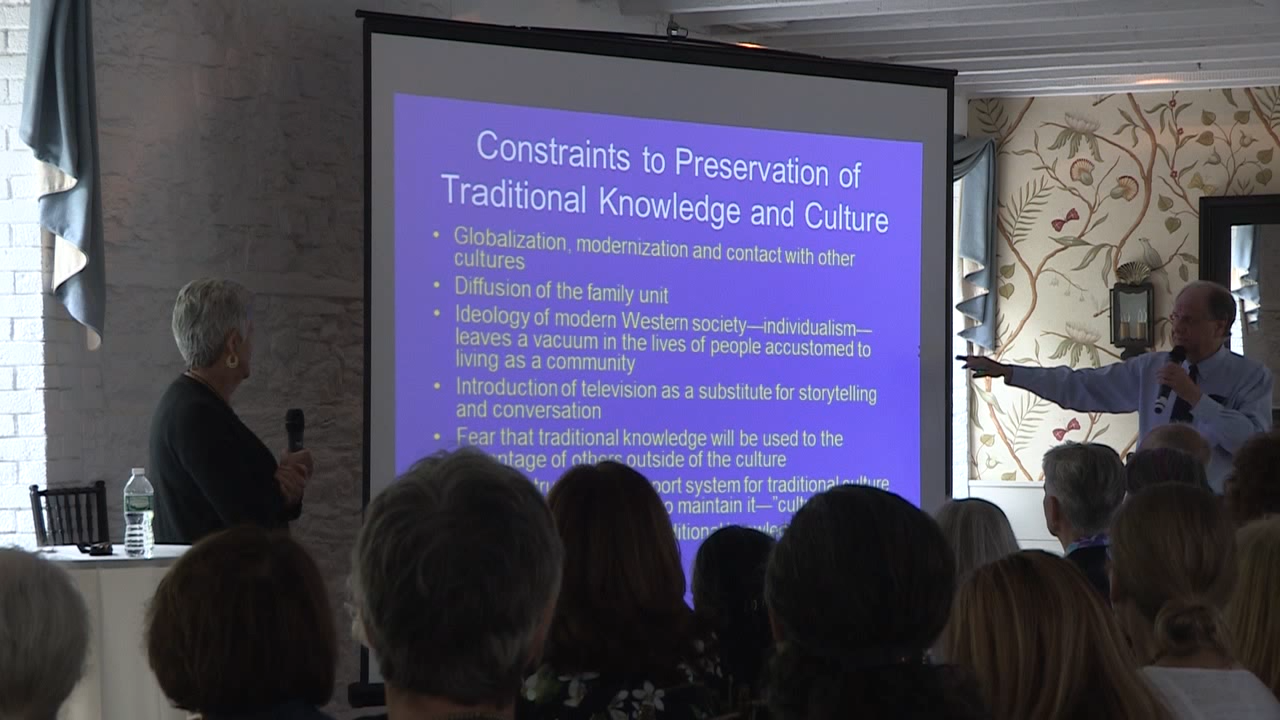 Constraints to Preservation of
Traditional Knowledge and Culture
• Globalization, modernization and contact with other
cultures
• Diffusion of the family unit
• Ideology of modern Western society—individualism—
leaves a vacuum in the lives of people accustomed to
living as a community
• Introduction of television as a substitute for storytelling
and conversation
• Fear that traditional knowledge will be used to the
of others outside of the culture
system for traditional culture
maintain it—"